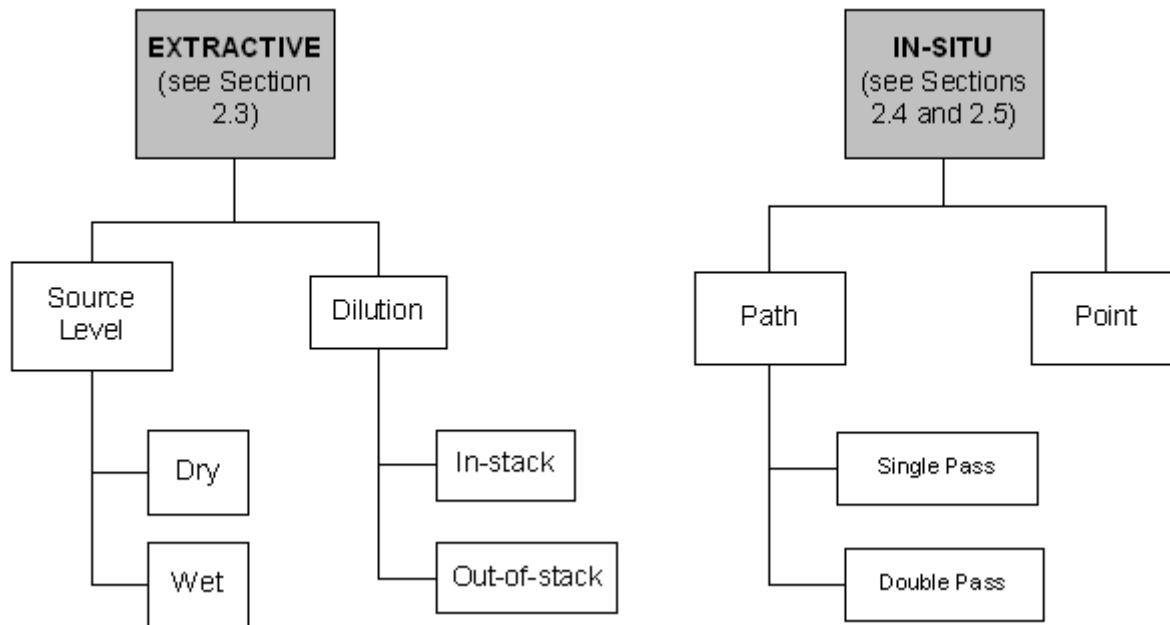 EXTRACTIVE
(see Section
2.3)
IN-SITU
(see Sections
2.4 and 2.5)
Source
Level
Dilution
Path
Point
Dry
In-stack
Single Pass
Wet
Out-of-stack
Double Pass